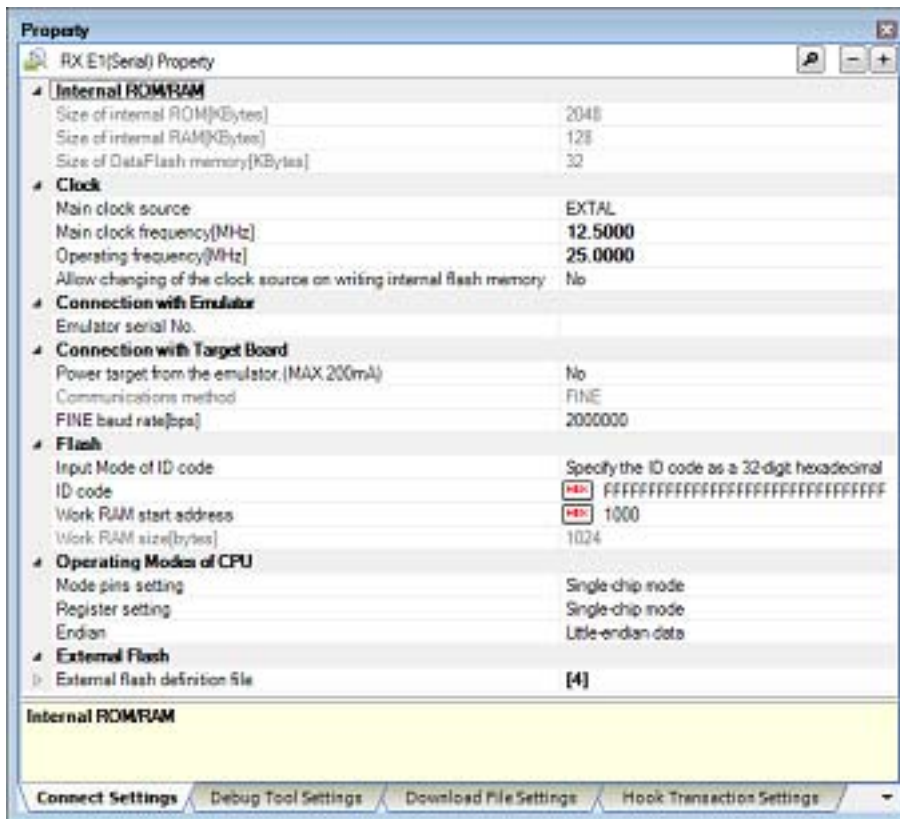 Property
RX E1(Serial) Property
Internal ROM/RAM
Size of internal ROM[KBytes] 2048
Size of internal RAM[KBytes] 128
Size of DataFlash memory[KBytes] 32
Clock
Main clock source EXTAL
Main clock frequency[MHz] 12.5000
Operating frequency[MHz] 25.0000
Allow changing of the clock source on writing internal flash memory No
Connection with Emulator
Emulator serial No.
Connection with Target Board
Power target from the emulator.(MAX 200mA) No
Communications method FINE
FINE baud rate[bps] 2000000
Flash
Input Mode of ID code Specify the ID code as a 32-digit hexadecimal
ID code HEX FFFFFFFFFFFFFFFFFFFFFFFFFFFFFFFF
Work RAM start address HEX 1000
Work RAM size[bytes] 1024
Operating Modes of CPU
Mode pins setting Single-chip mode
Register setting Single-chip mode
Endian Little-endian data
External Flash
External flash definition file [4]
Internal ROM/RAM
Connect Settings Debug Tool Settings Download File Settings Hook Transaction Settings